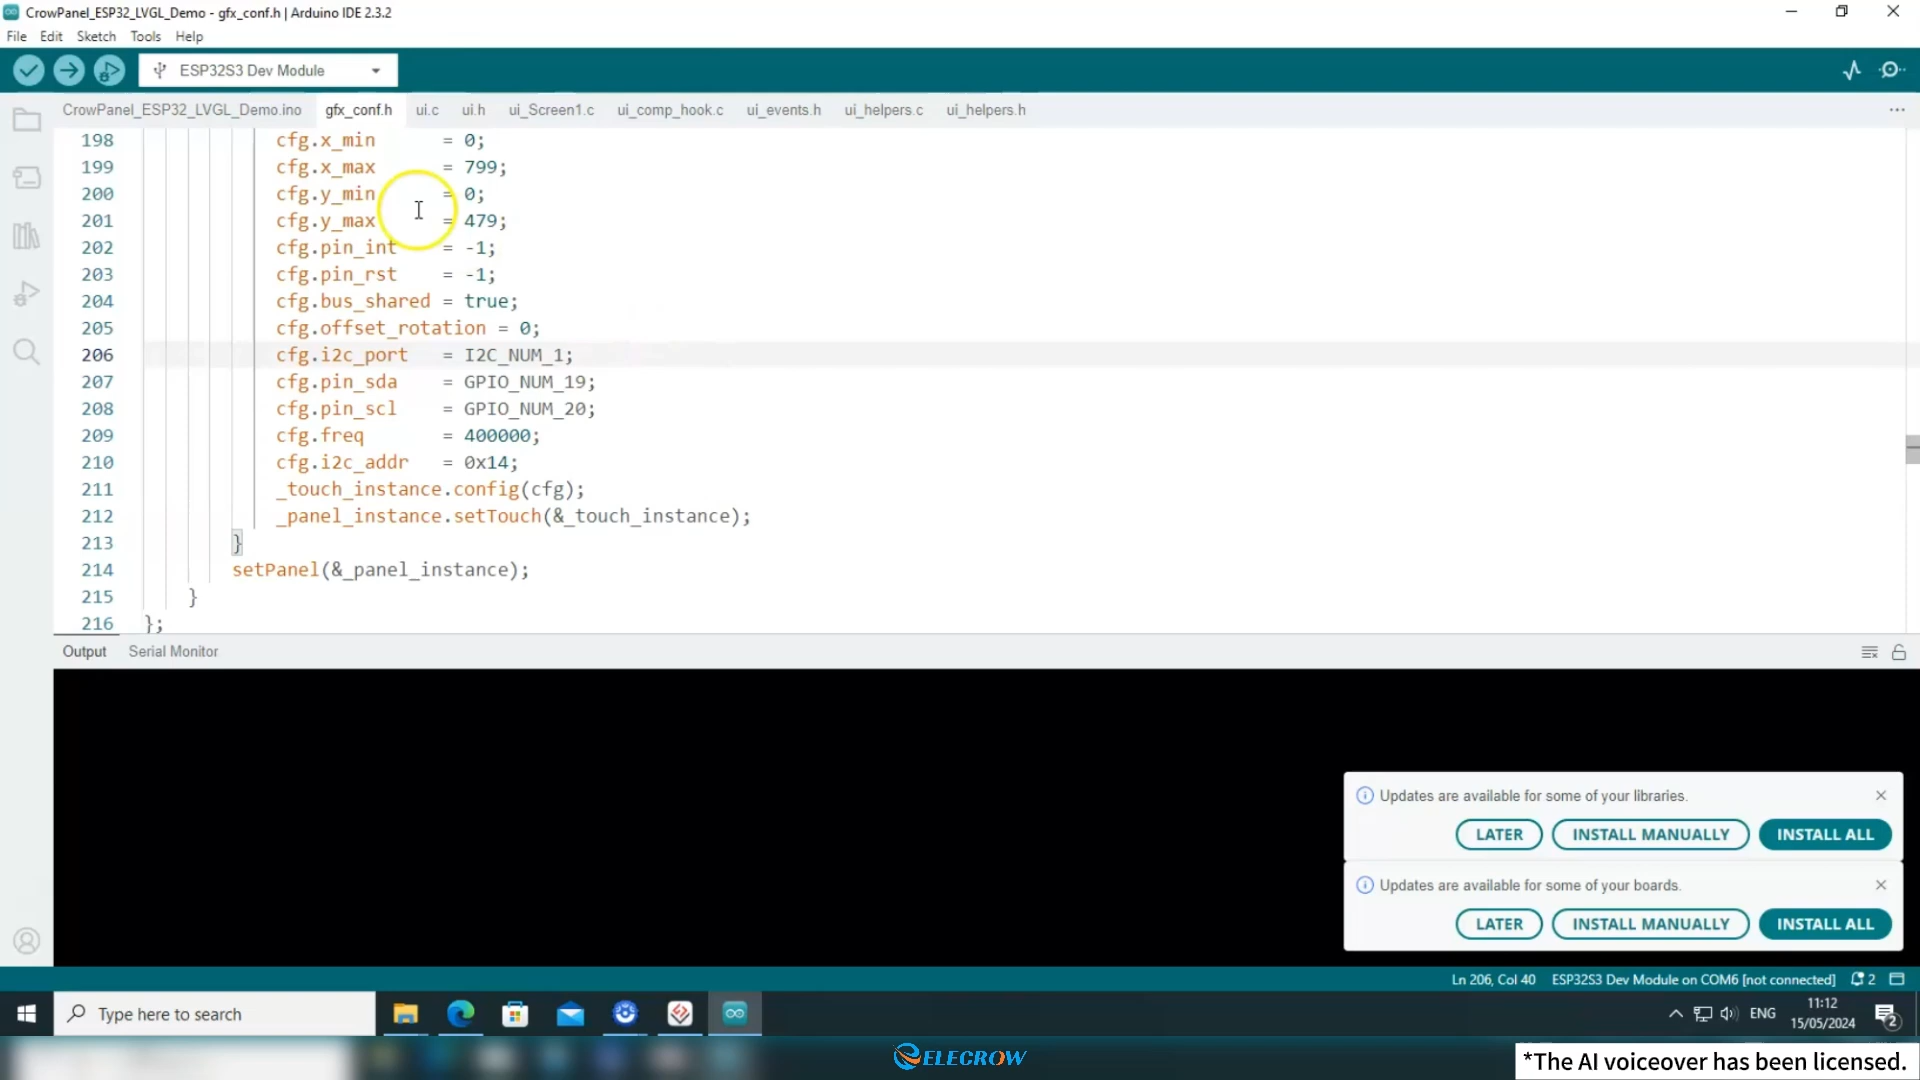 CrowPanel_ESP32_LVGL_Demo - gfx_conf.h | Arduino IDE 2.3.2
File Edit Sketch Tools Help
ESP32S3 Dev Module
CrowPanel_ESP32_LVGL_Demo.ino gfx_conf.h ui.c ui.h ui_Screen1.c ui_comp_hook.c ui_events.h ui_helpers.c ui_helpers.h
198 cfg.x_min = 0;
199 cfg.x_max = 799;
200 cfg.y_min = 0;
201 cfg.y_max = 479;
202 cfg.pin_int = -1;
203 cfg.pin_rst = -1;
204 cfg.bus_shared = true;
205 cfg.offset_rotation = 0;
206 cfg.i2c_port = I2C_NUM_1;
207 cfg.pin_sda = GPIO_NUM_19;
208 cfg.pin_scl = GPIO_NUM_20;
209 cfg.freq = 400000;
210 cfg.i2c_addr = 0x14;
211 _touch_instance.config(cfg);
212 _panel_instance.setTouch(&_touch_instance);
213 }
214 setPanel(&_panel_instance);
215 }
216 };
Output Serial Monitor
Updates are available for some of your libraries.
LATER INSTALL MANUALLY INSTALL ALL
Updates are available for some of your boards.
LATER INSTALL MANUALLY INSTALL ALL
Ln 206, Col 40 ESP32S3 Dev Module on COM6 [not connected] 2
Type here to search
ENG
11:12
15/05/2024
2
ELECROW
*The AI voiceover has been licensed.